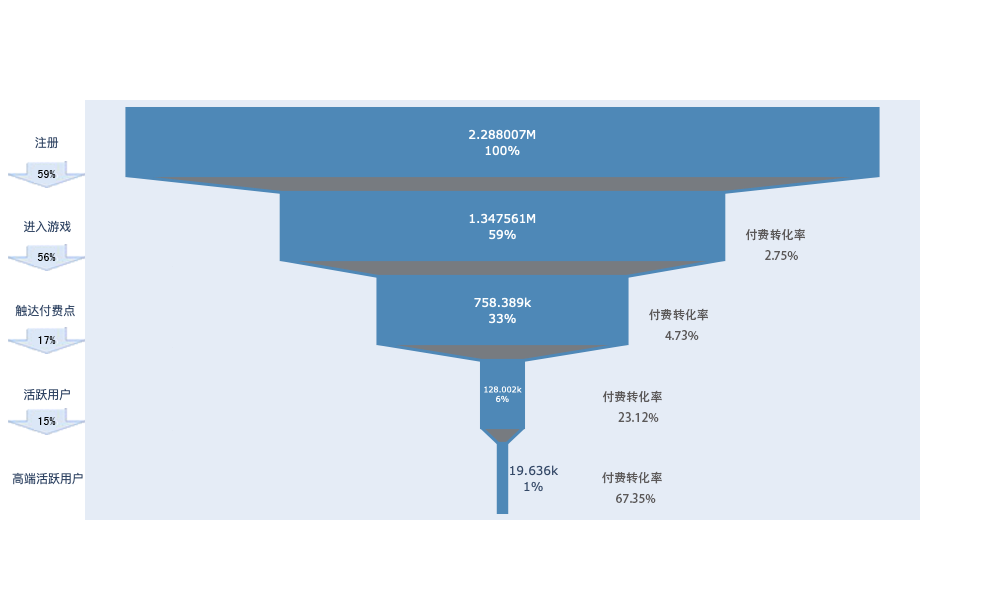 注册
2.288007M
100%
59%
进入游戏
1.347561M
59%
付费转化率
2.75%
56%
触达付费点
758.389k
33%
付费转化率
4.73%
17%
活跃用户
128.002k
6%
付费转化率
23.12%
15%
高端活跃用户
19.636k
1%
付费转化率
67.35%